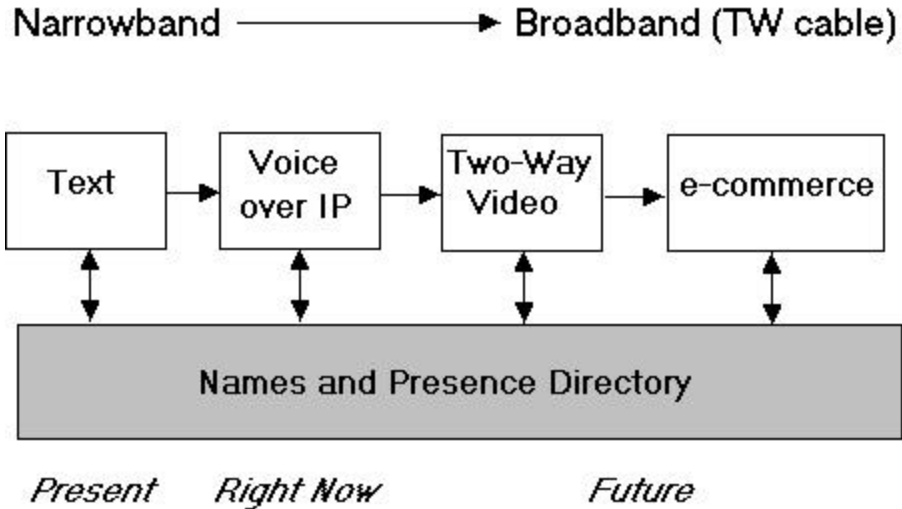 Narrowband Broadband (TW cable)
Text
Voice
over IP
Two-Way
Video
e-commerce
Names and Presence Directory
Present Right Now Future